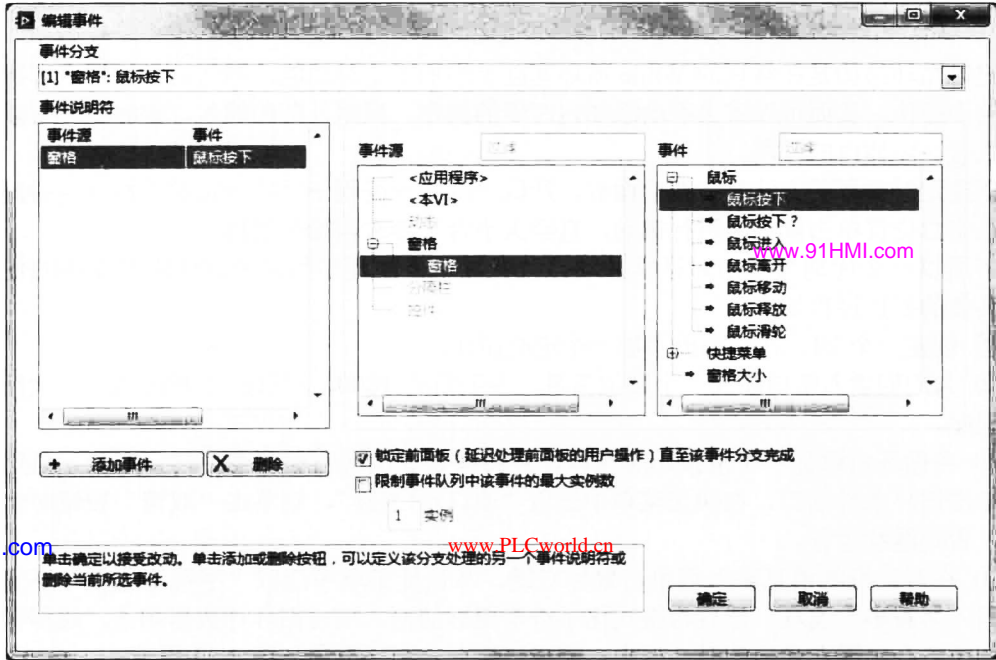 编辑事件
事件分支
[1] "窗格": 鼠标按下
事件说明符
事件源 事件
窗格 鼠标按下
事件源
<应用程序>
<本VI>
动态
窗格
窗格
分隔栏
控件
事件
鼠标
鼠标按下
鼠标按下？
鼠标进入
www.91HMI.com
鼠标离开
鼠标移动
鼠标释放
鼠标滑轮
快捷菜单
窗格大小
+ 添加事件
X 删除
锁定前面板（延迟处理前面板的用户操作）直至该事件分支完成
限制事件队列中该事件的最大实例数
1 实例
.com
www.PLCworld.cn
单击确定以接受改动。单击添加或删除按钮，可以定义该分支处理的另一个事件说明符或
删除当前所选事件。
确定
取消
帮助